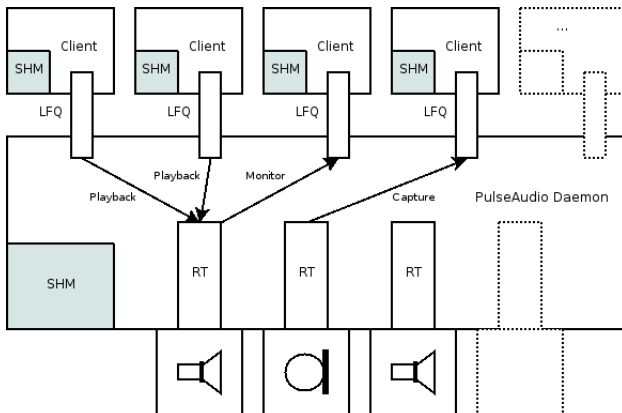 Client
Client
Client
Client
...
SHM
SHM
SHM
SHM
LFQ
LFQ
LFQ
LFQ
Playback
Playback
Monitor
Capture
PulseAudio Daemon
SHM
RT
RT
RT